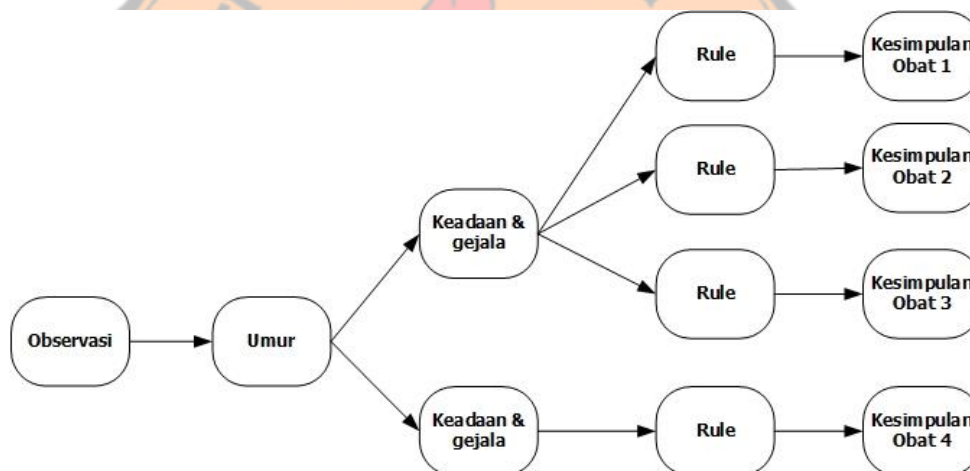 Rule
Kesimpulan
Obat 1
Rule
Kesimpulan
Obat 2
Keadaan &
gejala
Rule
Kesimpulan
Obat 3
Observasi
Umur
Keadaan &
gejala
Rule
Kesimpulan
Obat 4